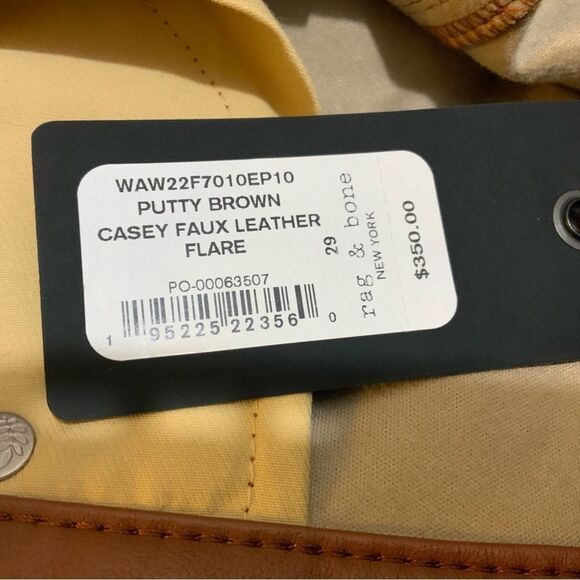 WAW22F7010EP10
PUTTY BROWN
CASEY FAUX LEATHER
FLARE
PO-00063507
1 95225 22356 0
29
rag & bone
NEW YORK
$350.00